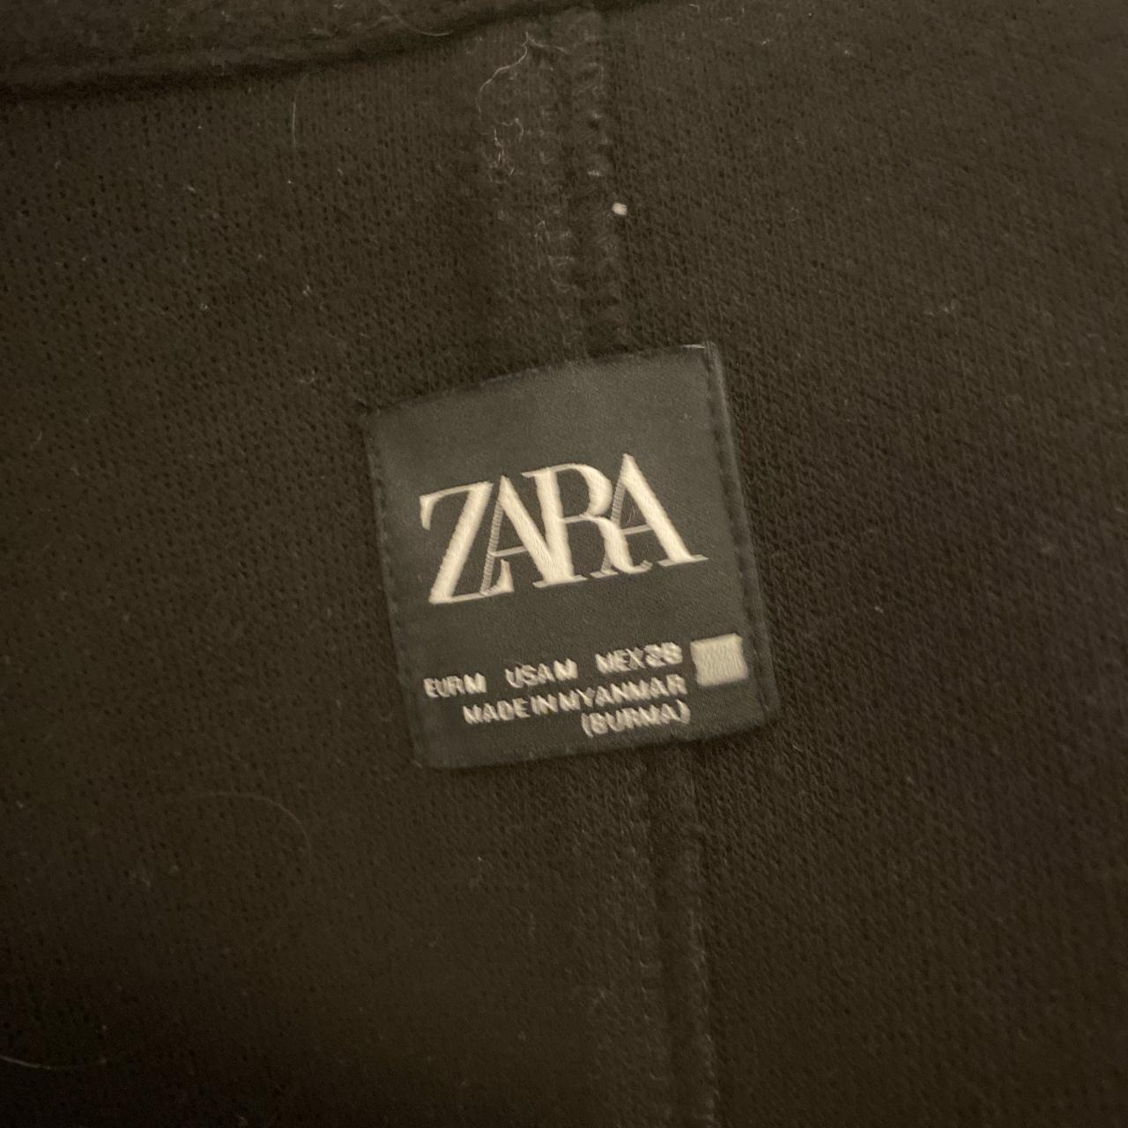 ZARA
EUR M USA M MEX 28
MADE IN MYANMAR
(BURMA)